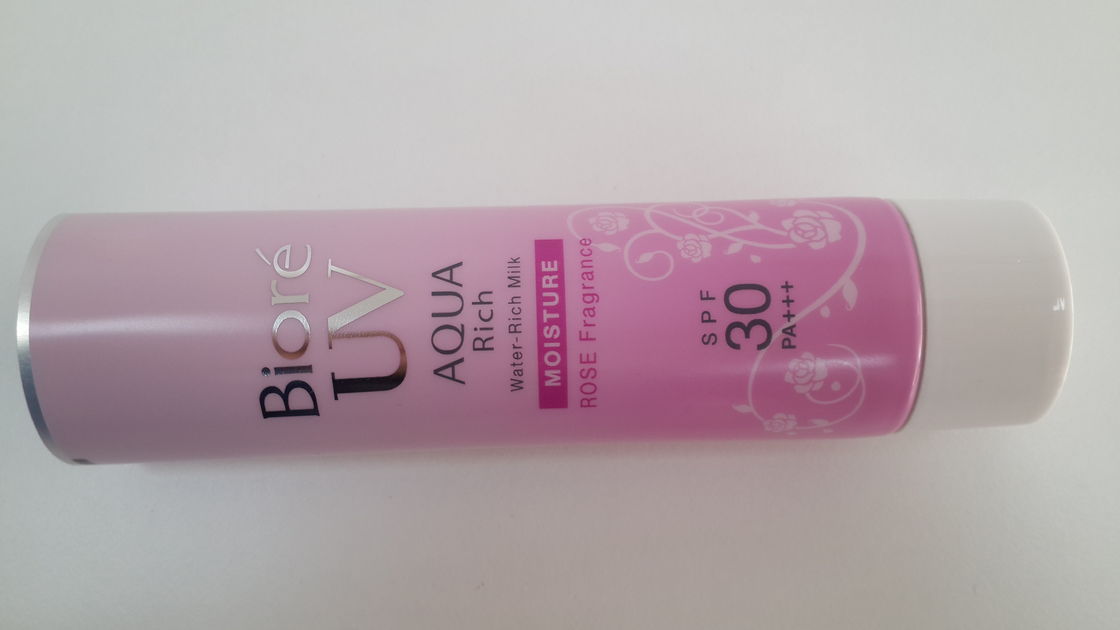 Bioré
UV
AQUA
Rich
Water-Rich Milk
MOISTURE
ROSE Fragrance
SPF
30
PA+++